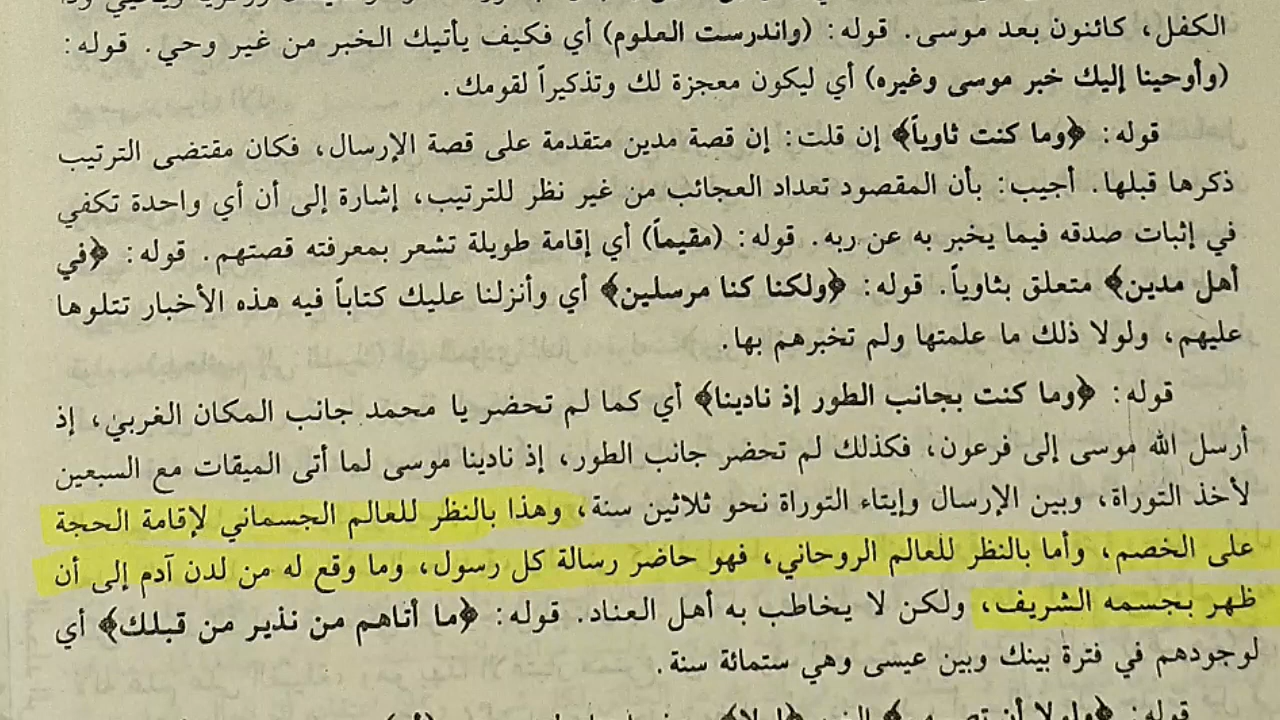 الكفل، كائنون بعد موسى. قوله: (واندرست العلوم) أي فكيف يأتيك الخبر من غير وحي. قوله:
(وأوحينا إليك خبر موسى وغيره) أي ليكون معجزة لك وتذكيراً لقومك.
قوله: ﴿وما كنت ثاوياً﴾ إن قلت: إن قصة مدين متقدمة على قصة الإرسال، فكان مقتضى الترتيب
ذكرها قبلها. أجيب: بأن المقصود تعداد العجائب من غير نظر للترتيب، إشارة إلى أن أي واحدة تكفي
في إثبات صدقه فيما يخبر به عن ربه. قوله: (مقيماً) أي إقامة طويلة تشعر بمعرفته قصتهم. قوله: ﴿في
أهل مدين﴾ متعلق بثاوياً. قوله: ﴿ولكنا كنا مرسلين﴾ أي وأنزلنا عليك كتاباً فيه هذه الأخبار تتلوها
عليهم، ولولا ذلك ما علمتها ولم تخبرهم بها.
قوله: ﴿وما كنت بجانب الطور إذ نادينا﴾ أي كما لم تحضر يا محمد جانب المكان الغربي، إذ
أرسل الله موسى إلى فرعون، فكذلك لم تحضر جانب الطور، إذ نادينا موسى لما أتى الميقات مع السبعين
لأخذ التوراة، وبين الإرسال وإيتاء التوراة نحو ثلاثين سنة، وهذا بالنظر للعالم الجسماني لإقامة الحجة
على الخصم، وأما بالنظر للعالم الروحاني، فهو حاضر رسالة كل رسول، وما وقع له من لدن آدم إلى أن
ظهر بجسمه الشريف، ولكن لا يخاطب به أهل العناد. قوله: ﴿ما أتاهم من نذير من قبلك﴾ أي
لوجودهم في فترة بينك وبين عيسى وهي ستمائة سنة.
قوله: ﴿ولولا أن